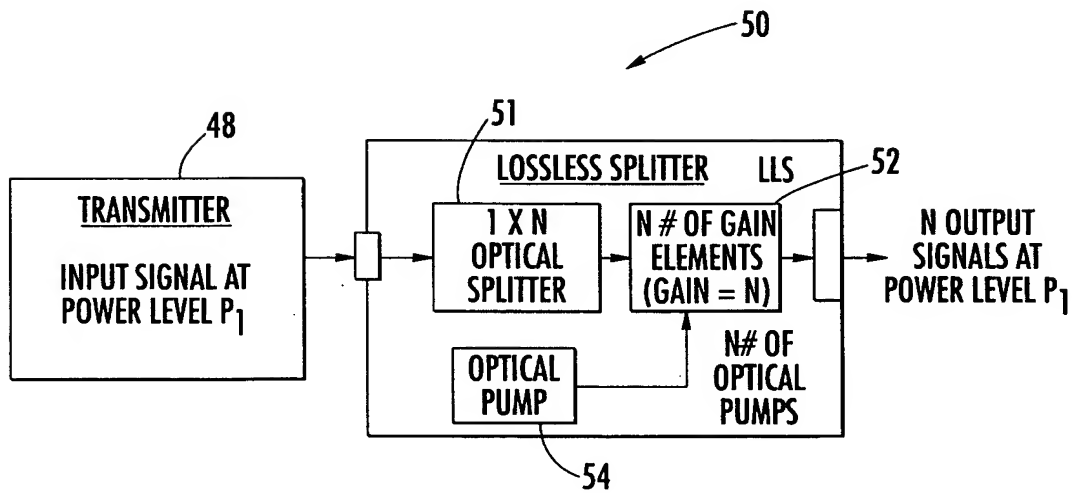 50
48
TRANSMITTER
INPUT SIGNAL AT
POWER LEVEL P1
51
LOSSLESS SPLITTER LLS
52
1 X N
OPTICAL
SPLITTER
N # OF GAIN
ELEMENTS
(GAIN = N)
N OUTPUT
SIGNALS AT
POWER LEVEL P1
OPTICAL
PUMP
54
N# OF
OPTICAL
PUMPS